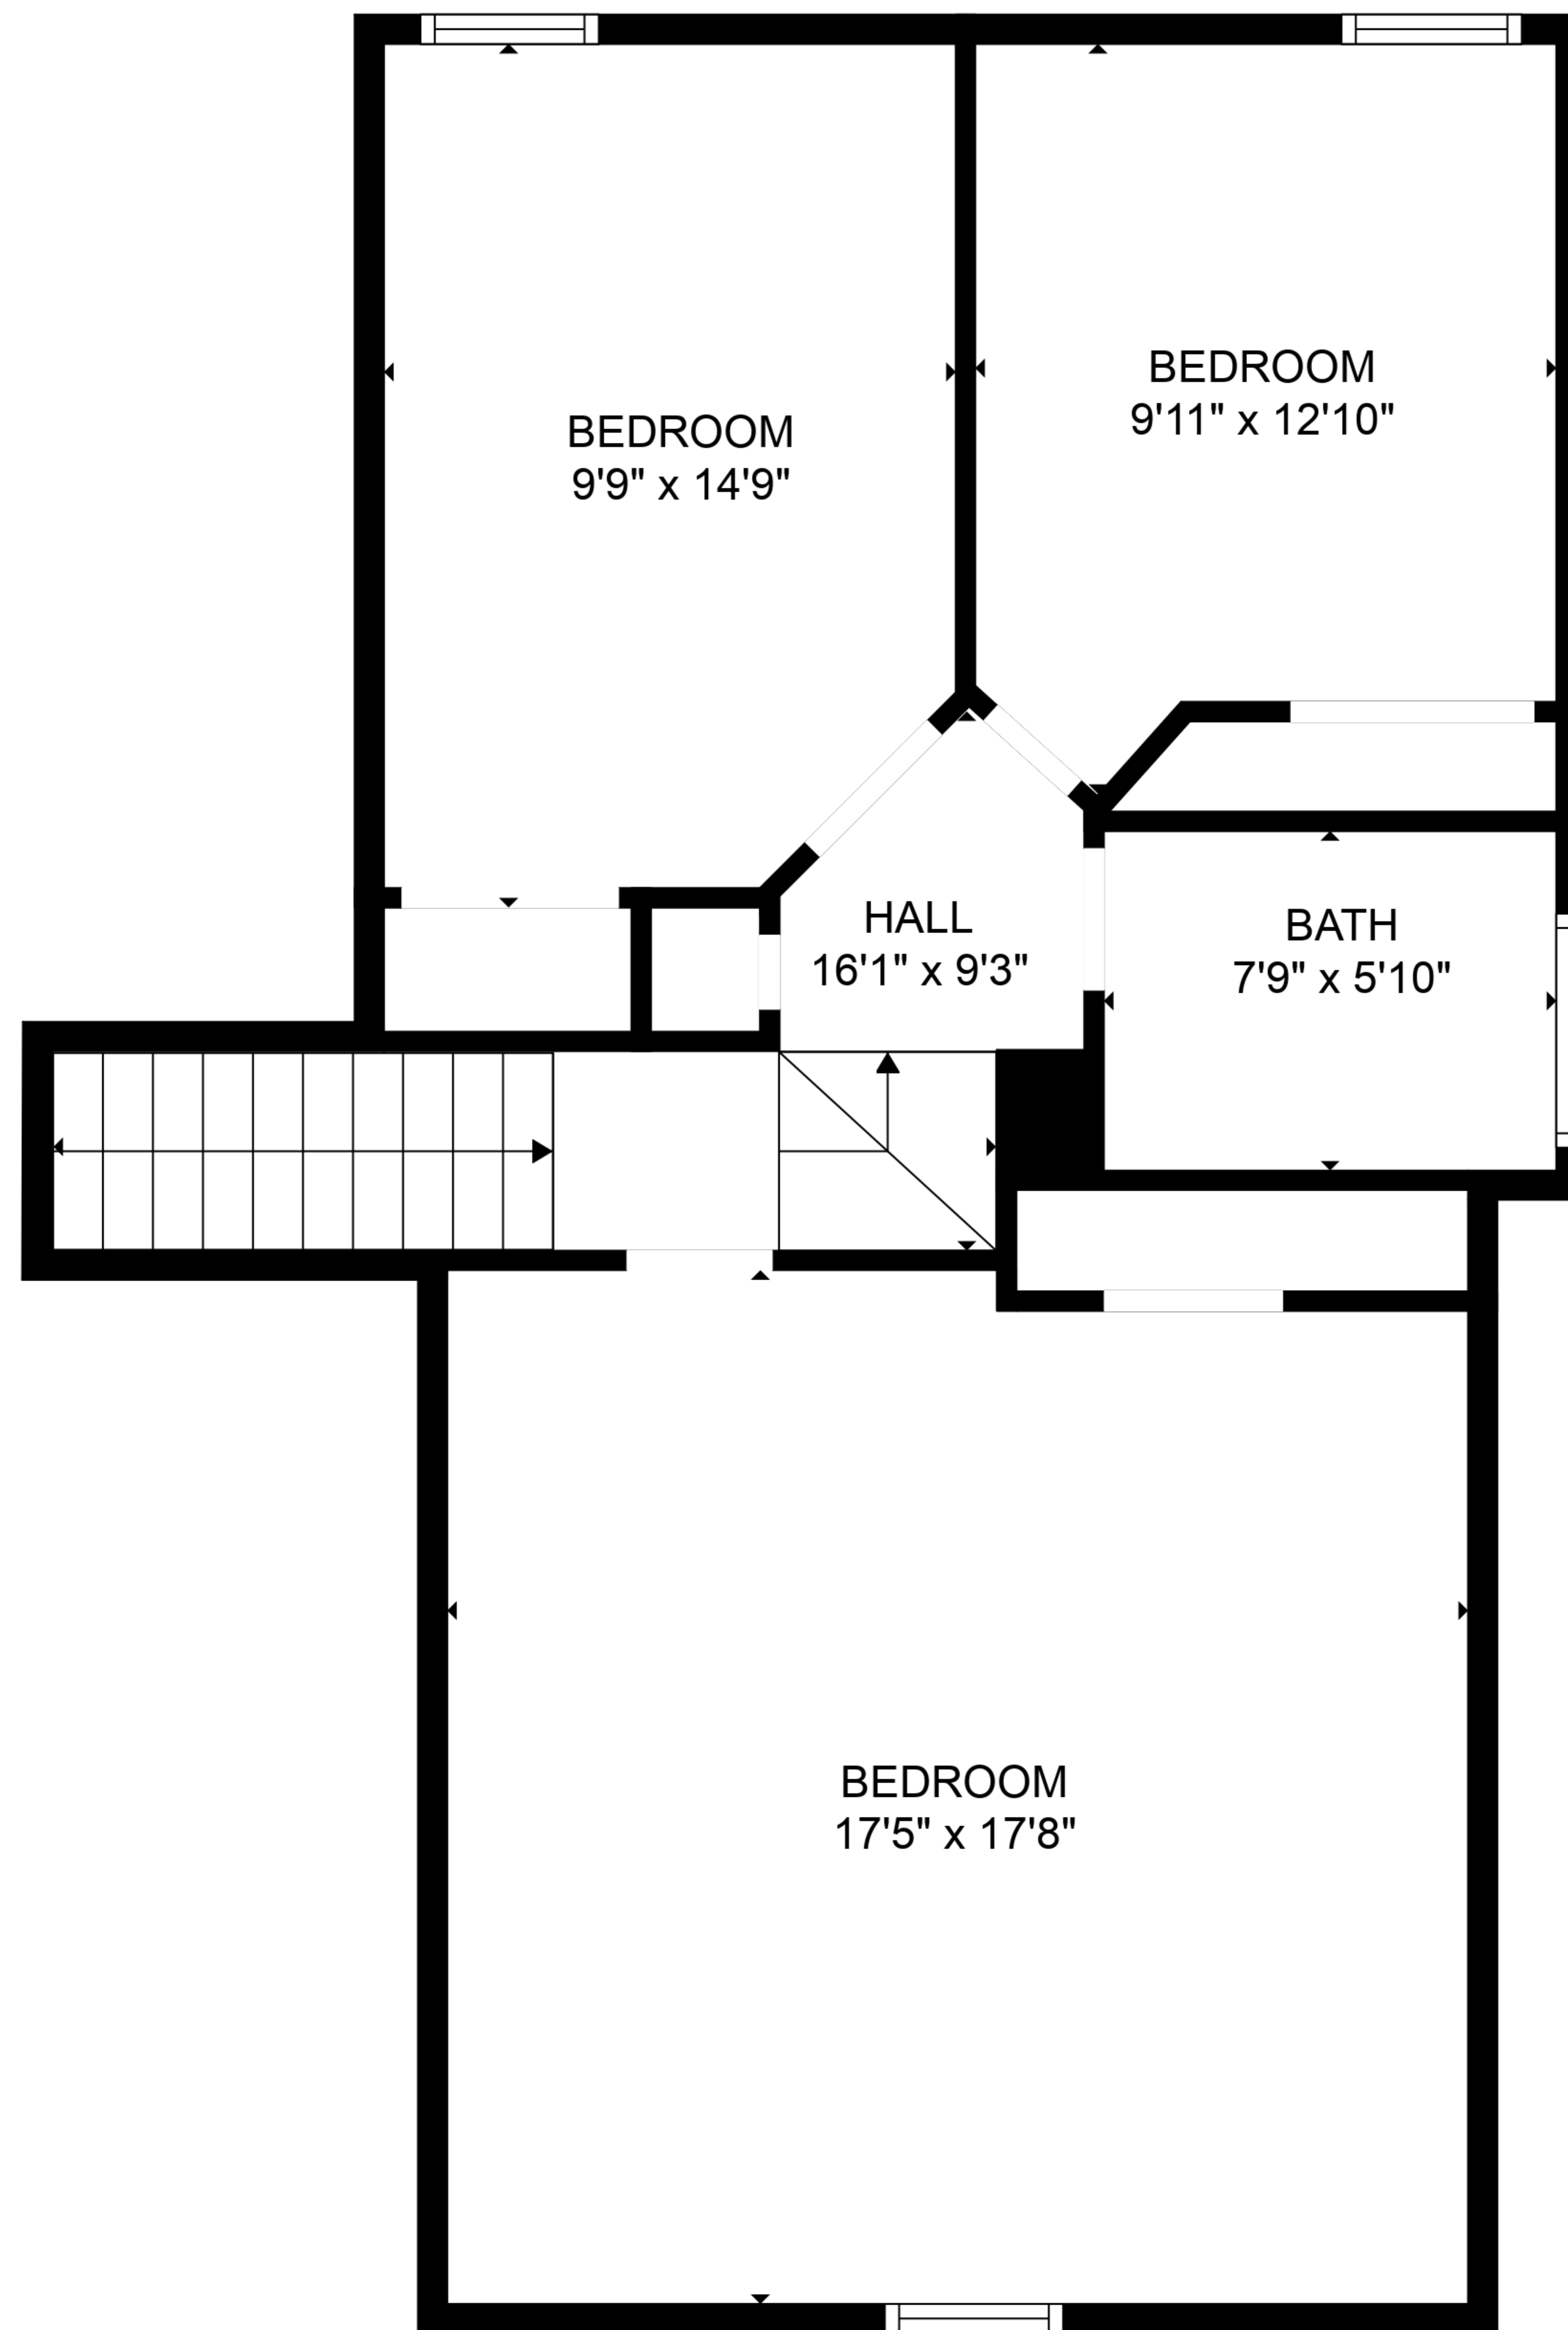 BEDROOM
9'11" x 12'10"
BEDROOM
9'9" x 14'9"
HALL
16'1" x 9'3"
BATH
7'9" x 5'10"
BEDROOM
17'5" x 17'8"